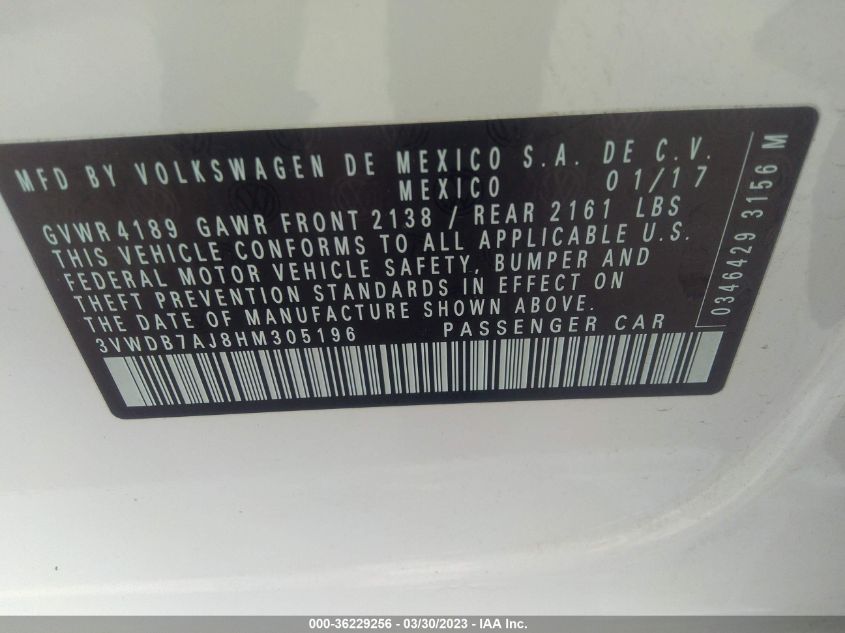 MFD BY VOLKSWAGEN DE MEXICO S.A. DE C.V.
MEXICO 01/17
GVWR 4189 GAWR FRONT 2138 / REAR 2161 LBS
THIS VEHICLE CONFORMS TO ALL APPLICABLE U.S.
FEDERAL MOTOR VEHICLE SAFETY, BUMPER AND
THEFT PREVENTION STANDARDS IN EFFECT ON
THE DATE OF MANUFACTURE SHOWN ABOVE.
3VWDB7AJ8HM305196 PASSENGER CAR
0346429 3156 M
000-36229256 - 03/30/2023 - IAA Inc.